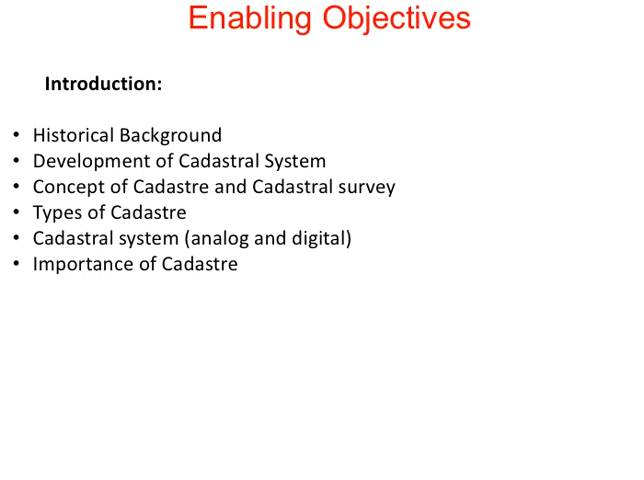 Enabling Objectives
Introduction:
• Historical Background
• Development of Cadastral System
• Concept of Cadastre and Cadastral survey
• Types of Cadastre
• Cadastral system (analog and digital)
• Importance of Cadastre